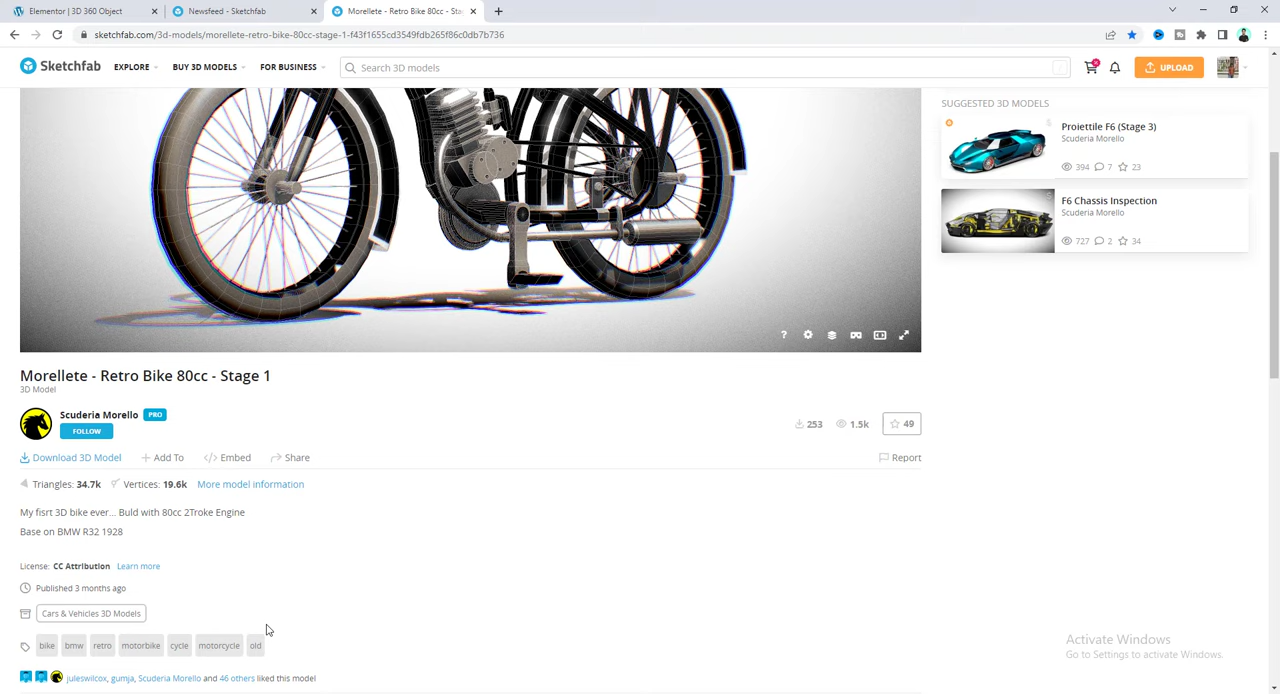 Elementor | 3D 360 Object
Newsfeed - Sketchfab
Morellete - Retro Bike 80cc - Sta
sketchfab.com/3d-models/morellete-retro-bike-80cc-stage-1-f43f1655cd3549fdb265f86c0db7b736
Sketchfab EXPLORE BUY 3D MODELS FOR BUSINESS Search 3D models / UPLOAD
SUGGESTED 3D MODELS
Proiettile F6 (Stage 3)
Scuderia Morello
394 7 23
F6 Chassis Inspection
Scuderia Morello
727 2 34
?
Morellete - Retro Bike 80cc - Stage 1
3D Model
Scuderia Morello PRO
FOLLOW
253 1.5k 49
Download 3D Model + Add To </> Embed Share Report
Triangles: 34.7k Vertices: 19.6k More model information
My fisrt 3D bike ever... Buld with 80cc 2Troke Engine
Base on BMW R32 1928
License: CC Attribution Learn more
Published 3 months ago
Cars & Vehicles 3D Models
bike bmw retro motorbike cycle motorcycle old
juleswilcox, gumja, Scuderia Morello and 46 others liked this model
Activate Windows
Go to Settings to activate Windows.